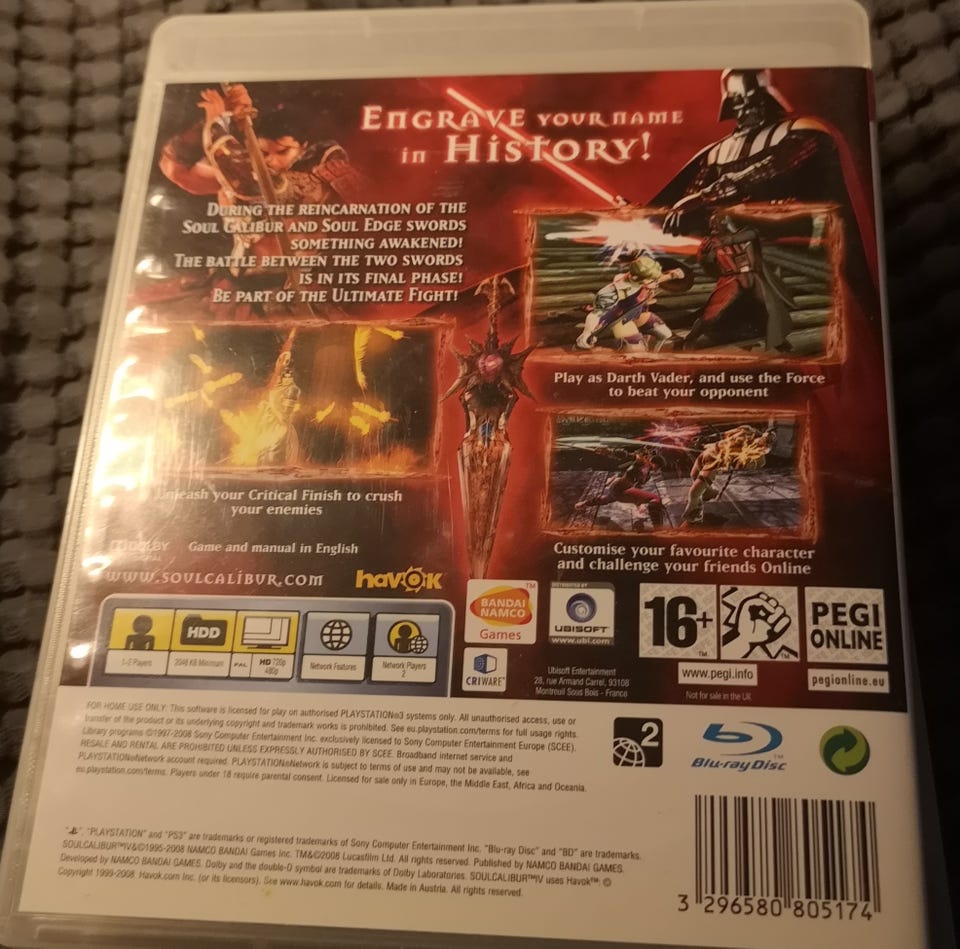 ENGRAVE YOUR NAME
in HISTORY!
DURING THE REINCARNATION OF THE
SOUL CALIBUR AND SOUL EDGE SWORDS
SOMETHING AWAKENED!
THE BATTLE BETWEEN THE TWO SWORDS
IS IN ITS FINAL PHASE!
BE PART OF THE ULTIMATE FIGHT!
Play as Darth Vader, and use the Force
to beat your opponent
Unleash your Critical Finish to crush
your enemies
Customise your favourite character
and challenge your friends Online
DOLBY
DIGITAL
Game and manual in English
WWW.SOULCALIBUR.COM
havok
BANDAI
NAMCO
Games
TM
CRIWARE
DISTRIBUTED BY
UBISOFT
www.ubi.com
Ubisoft Entertainment
28, rue Armand Carrel, 93108
Montreuil Sous Bois - France
16+
TM
TM
www.pegi.info
Not for sale in the UK
PEGI
ONLINE
pegionline.eu
HDD
1-2 Players
2048 KB Minimum
PAL
HD 720p
480p
Network Features
Network Players
2
FOR HOME USE ONLY: This software is licensed for play on authorised PLAYSTATION®3 systems only. All unauthorised access, use or
transfer of the product or its underlying copyright and trademark works is prohibited. See eu.playstation.com/terms for full usage rights.
Library programs ©1997-2008 Sony Computer Entertainment Inc. exclusively licensed to Sony Computer Entertainment Europe (SCEE).
RESALE AND RENTAL ARE PROHIBITED UNLESS EXPRESSLY AUTHORISED BY SCEE. Broadband internet service and
PLAYSTATION®Network account required. PLAYSTATION®Network is subject to terms of use and may not be available, see
eu.playstation.com/terms. Players under 18 require parental consent. Licensed for sale only in Europe, the Middle East, Africa and Oceania.
2
Blu-ray Disc
TM
" ", "PLAYSTATION" and "PS3" are trademarks or registered trademarks of Sony Computer Entertainment Inc. "Blu-ray Disc" and "BD" are trademarks.
SOULCALIBUR™IV&©1995-2008 NAMCO BANDAI Games Inc. TM&©2008 Lucasfilm Ltd. All rights reserved. Published by NAMCO BANDAI GAMES.
Developed by NAMCO BANDAI GAMES. Dolby and the double-D symbol are trademarks of Dolby Laboratories. SOULCALIBUR™IV uses Havok™: ©
Copyright 1999-2008. Havok.com Inc. (or its licensors). See www.havok.com for details. Made in Austria. All rights reserved.
3 296580 805174